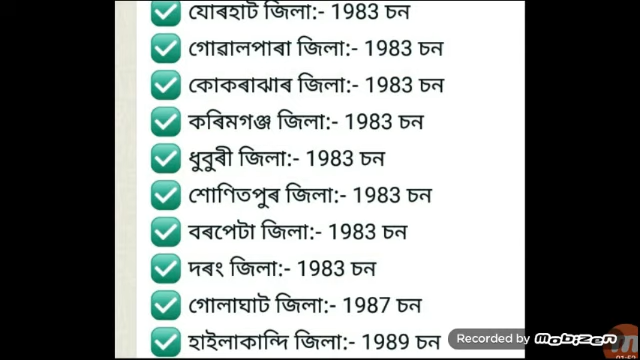 যোৰহাট জিলা:- 1983 চন
গোৱালপাৰা জিলা:- 1983 চন
কোকৰাঝাৰ জিলা:- 1983 চন
কৰিমগঞ্জ জিলা:- 1983 চন
ধুবুৰী জিলা:- 1983 চন
শোণিতপুৰ জিলা:- 1983 চন
বৰপেটা জিলা:- 1983 চন
দৰং জিলা:- 1983 চন
গোলাঘাট জিলা:- 1987 চন
হাইলাকান্দি জিলা:- 1989 চন
Recorded by Mobizen